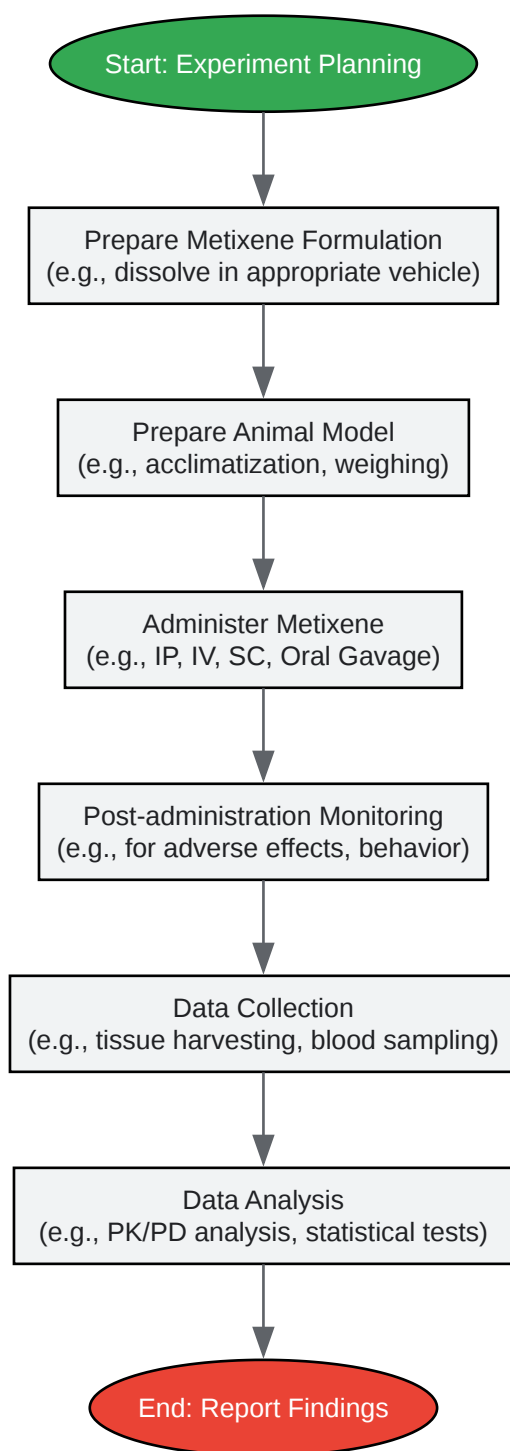 Start: Experiment Planning
Prepare Metixene Formulation
(e.g., dissolve in appropriate vehicle)
Prepare Animal Model
(e.g., acclimatization, weighing)
Administer Metixene
(e.g., IP, IV, SC, Oral Gavage)
Post-administration Monitoring
(e.g., for adverse effects, behavior)
Data Collection
(e.g., tissue harvesting, blood sampling)
Data Analysis
(e.g., PK/PD analysis, statistical tests)
End: Report Findings